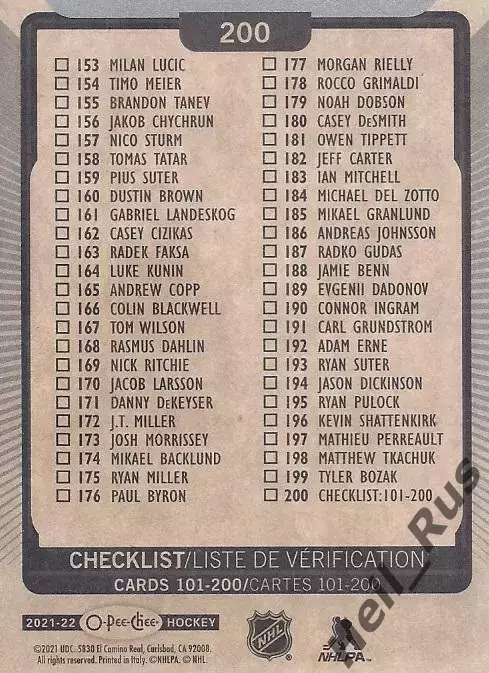 200
153 MILAN LUCIC
154 TIMO MEIER
155 BRANDON TANEV
156 JAKOB CHYCHRUN
157 NICO STURM
158 TOMAS TATAR
159 PIUS SUTER
160 DUSTIN BROWN
161 GABRIEL LANDESKOG
162 CASEY CIZIKAS
163 RADEK FAKSA
164 LUKE KUNIN
165 ANDREW COPP
166 COLIN BLACKWELL
167 TOM WILSON
168 RASMUS DAHLIN
169 NICK RITCHIE
170 JACOB LARSSON
171 DANNY DEKEYSER
172 J.T. MILLER
173 JOSH MORRISSEY
174 MIKAEL BACKLUND
175 RYAN MILLER
176 PAUL BYRON
177 MORGAN RIELLY
178 ROCCO GRIMALDI
179 NOAH DOBSON
180 CASEY DESMITH
181 OWEN TIPPETT
182 JEFF CARTER
183 IAN MITCHELL
184 MICHAEL DEL ZOTTO
185 MIKAEL GRANLUND
186 ANDREAS JOHNSSON
187 RADKO GUDAS
188 JAMIE BENN
189 EVGENII DADONOV
190 CONNOR INGRAM
191 CARL GRUNDSTROM
192 ADAM ERNE
193 RYAN SUTER
194 JASON DICKINSON
195 RYAN PULOCK
196 KEVIN SHATTENKIRK
197 MATHIEU PERREAULT
198 MATTHEW TKACHUK
199 TYLER BOZAK
200 CHECKLIST:101-200
CHECKLIST/LISTE DE VÉRIFICATION
CARDS 101-200/CARTES 101-200
2021-22 O-Pee-Chee HOCKEY
©2021 UDC. 5830 El Camino Real, Carlsbad, CA 92008.
All rights reserved. Printed in Italy. ©NHLPA. © NHL.
NHL
NHLPA
Hell_Rus